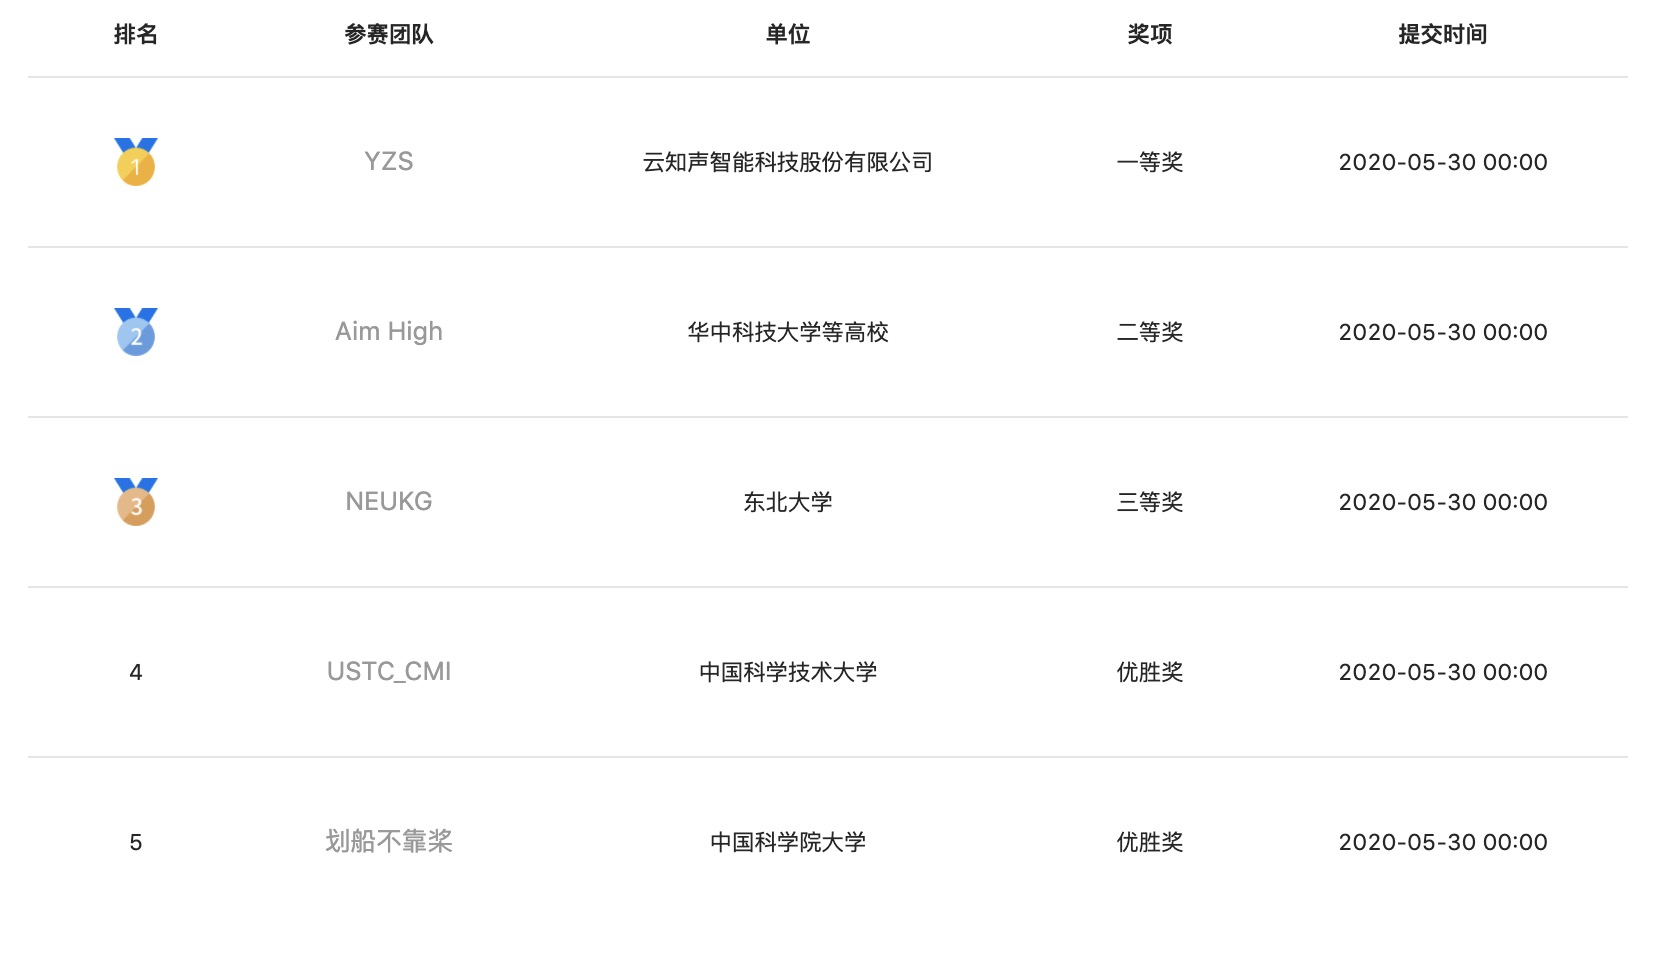 排名 参赛团队 单位 奖项 提交时间
1 YZS 云知声智能科技股份有限公司 一等奖 2020-05-30 00:00
2 Aim High 华中科技大学等高校 二等奖 2020-05-30 00:00
3 NEUKG 东北大学 三等奖 2020-05-30 00:00
4 USTC_CMI 中国科学技术大学 优胜奖 2020-05-30 00:00
5 划船不靠桨 中国科学院大学 优胜奖 2020-05-30 00:00